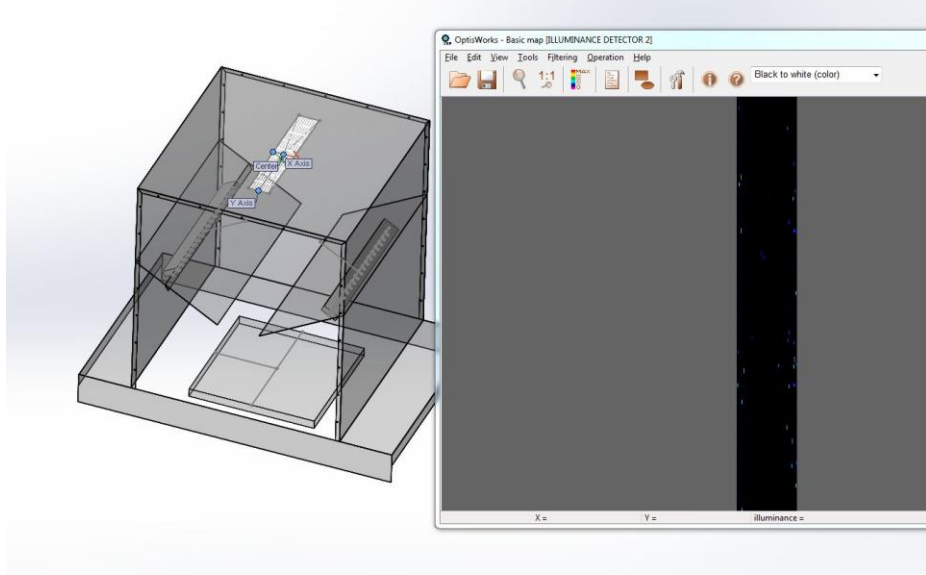 OptisWorks - Basic map [ILLUMINANCE DETECTOR 2]
File Edit View Tools Filtering Operation Help
1:1
MAX
Black to white (color)
Center
X Axis
Y Axis
X =
Y =
illuminance =